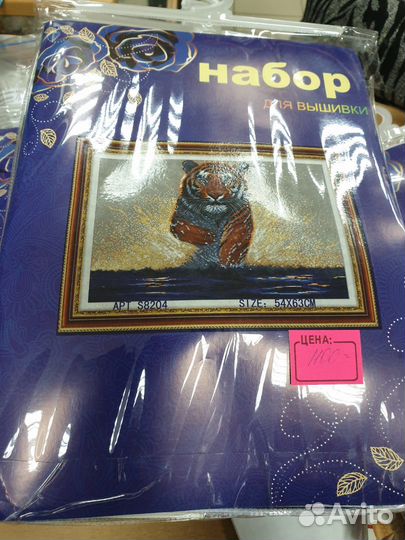 набор
для вышивки
АРТ S8204 SIZE: 54X63CM
ЦЕНА:
1100=
Avito